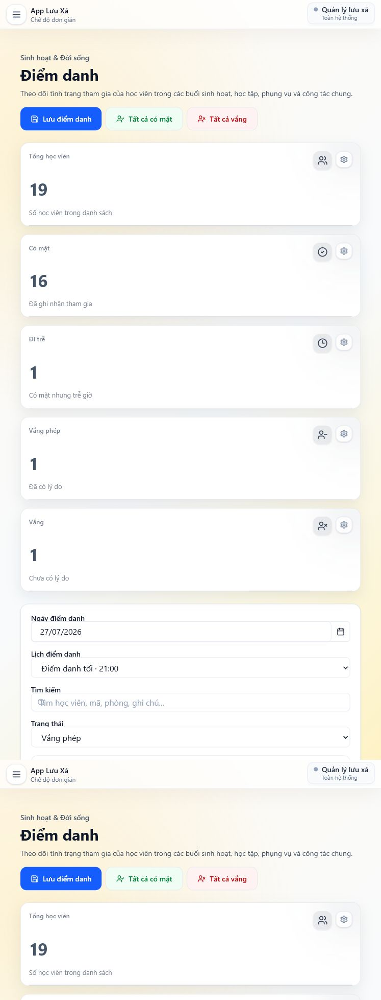 App Lưu Xá
Chế độ đơn giản
Quản lý lưu xá
Toàn hệ thống
Sinh hoạt & Đời sống
Điểm danh
Theo dõi tình trạng tham gia của học viên trong các buổi sinh hoạt, học tập, phụng vụ và công tác chung.
Lưu điểm danh
Tất cả có mặt
Tất cả vắng
Tổng học viên
19
Số học viên trong danh sách
Có mặt
16
Đã ghi nhận tham gia
Đi trễ
1
Có mặt nhưng trễ giờ
Vắng phép
1
Đã có lý do
Vắng
1
Chưa có lý do
Ngày điểm danh
27/07/2026
Lịch điểm danh
Điểm danh tối · 21:00
Tìm kiếm
Tìm học viên, mã, phòng, ghi chú...
Trạng thái
Vắng phép
App Lưu Xá
Chế độ đơn giản
Quản lý lưu xá
Toàn hệ thống
Sinh hoạt & Đời sống
Điểm danh
Theo dõi tình trạng tham gia của học viên trong các buổi sinh hoạt, học tập, phụng vụ và công tác chung.
Lưu điểm danh
Tất cả có mặt
Tất cả vắng
Tổng học viên
19
Số học viên trong danh sách